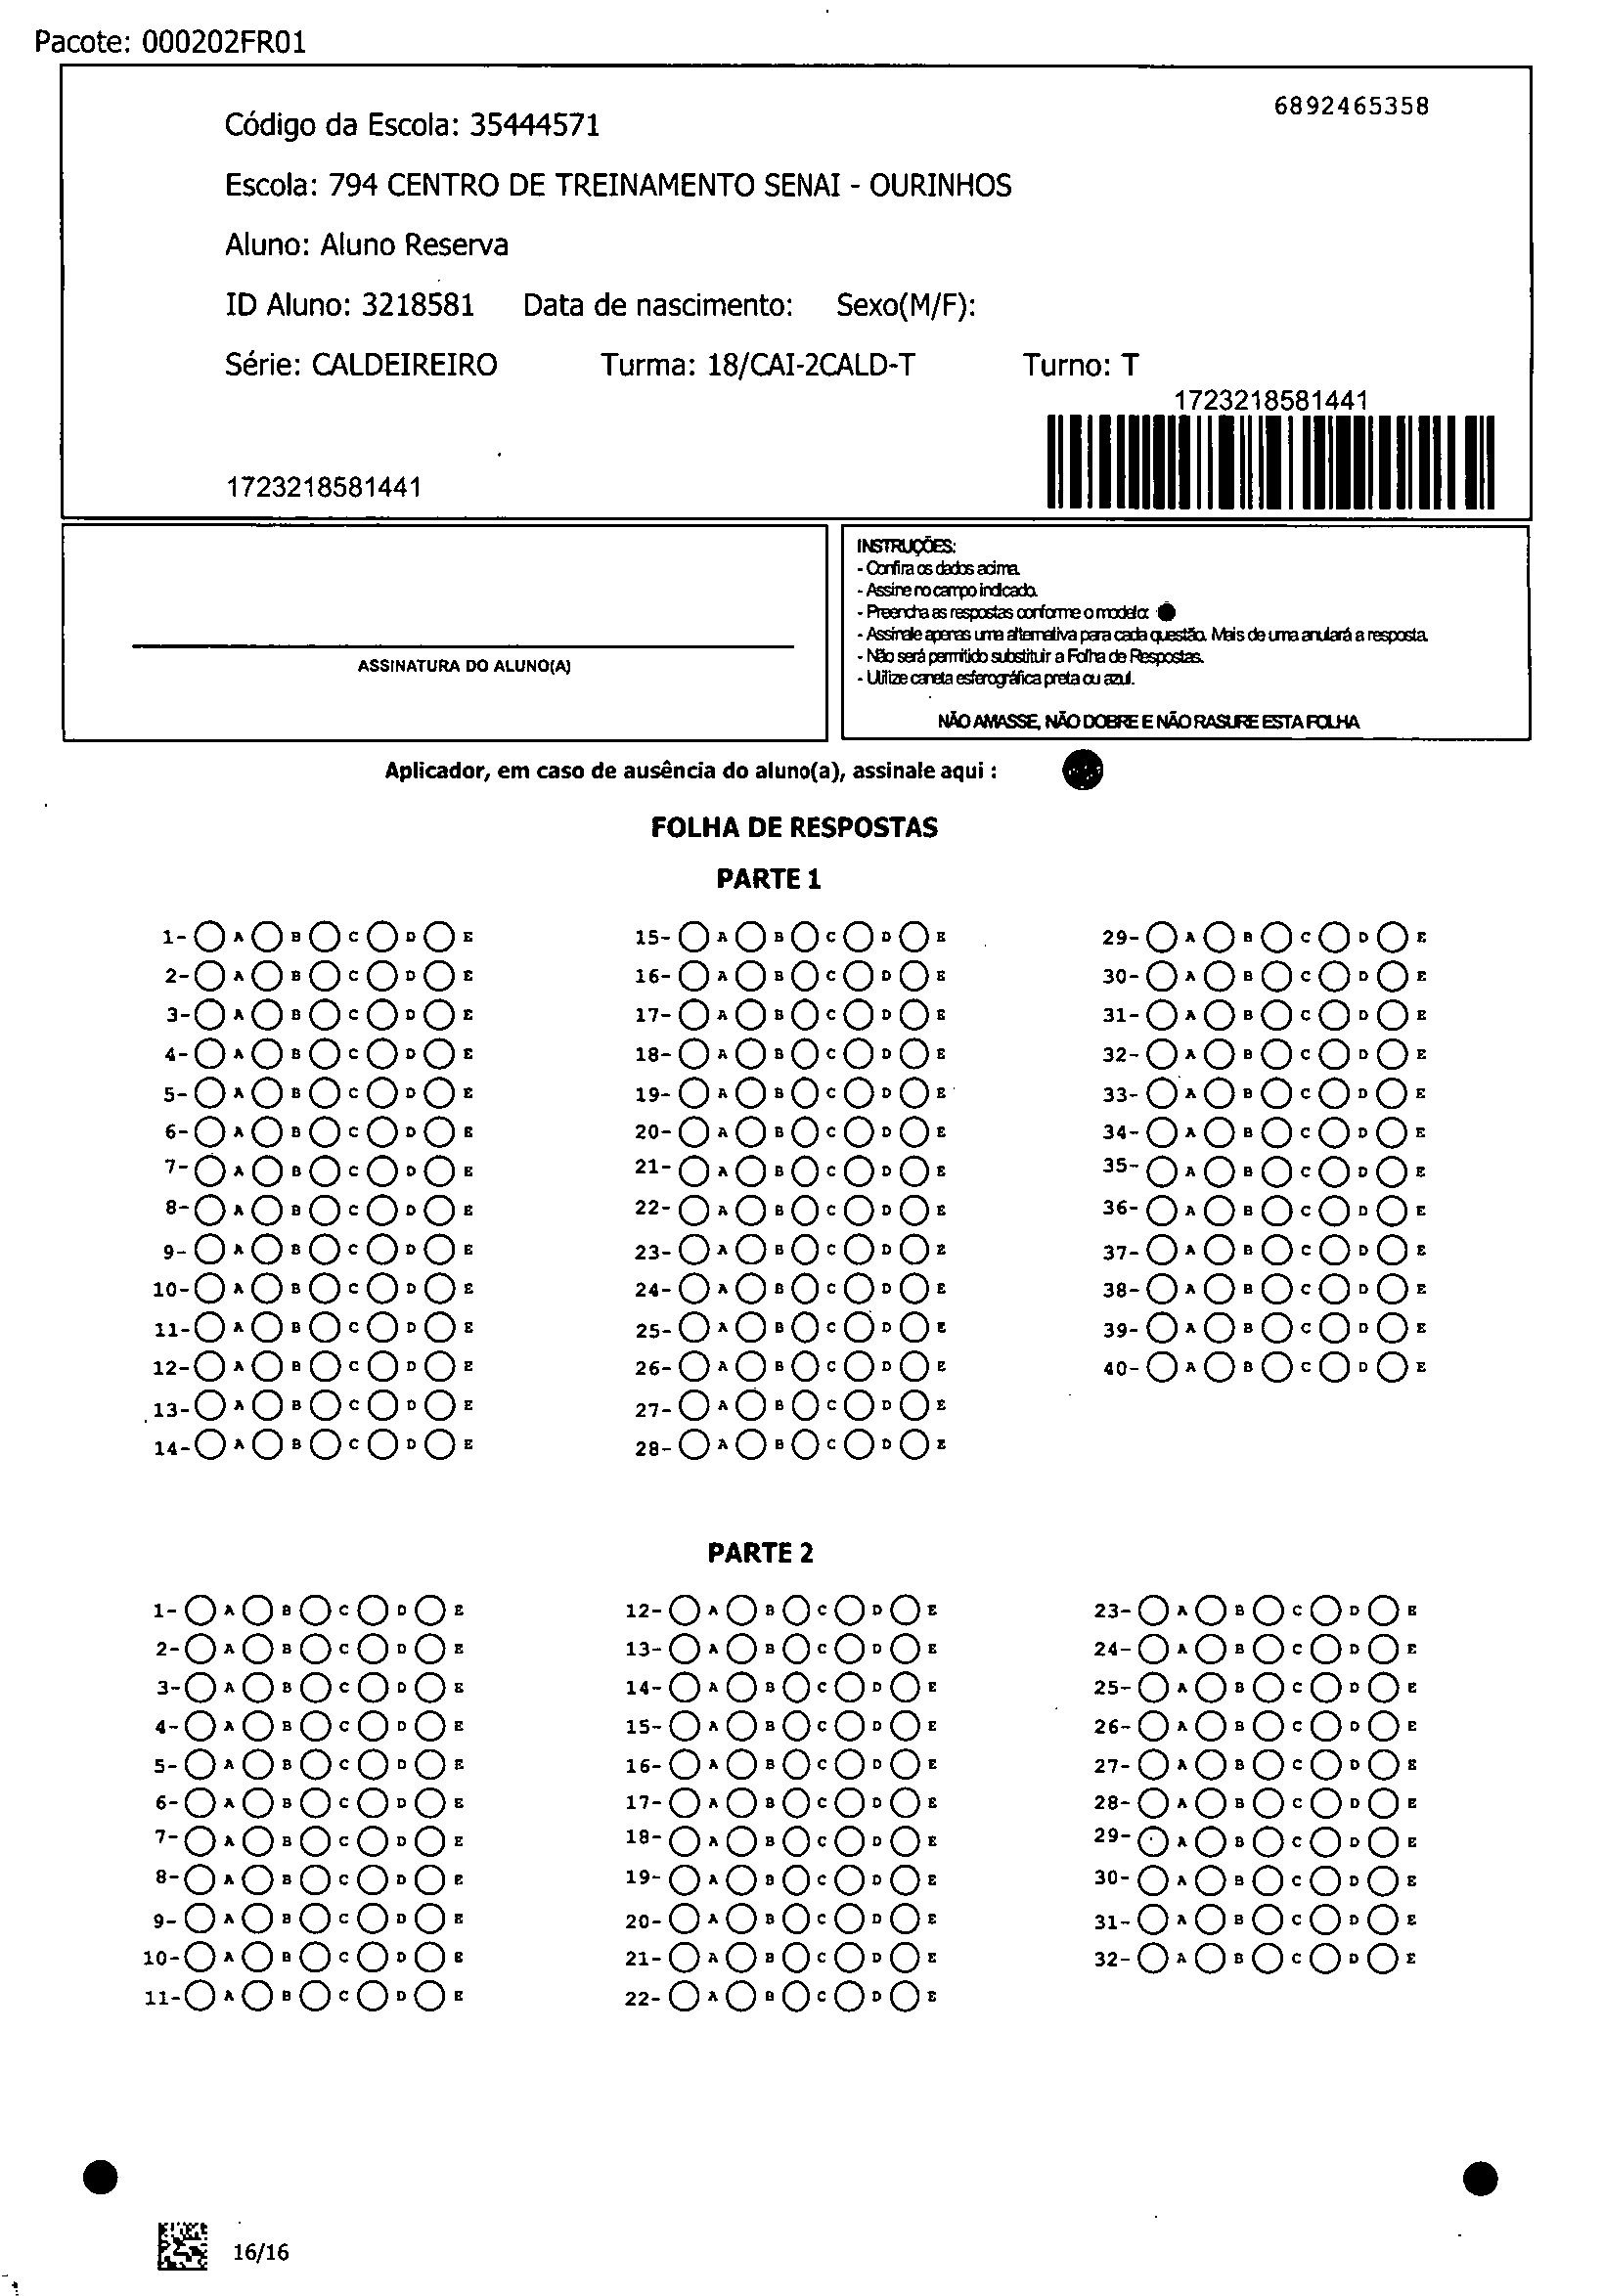 Pacote: 000202FR01
6892465358
Código da Escola: 35444571
Escola: 794 CENTRO DE TREINAMENTO SENAI - OURINHOS
Aluno: Aluno Reserva
ID Aluno: 3218581 Data de nascimento: Sexo(M/F):
Série: CALDEIREIRO Turma: 18/CAI-2CALD-T Turno: T
1723218581441
1723218581441
ASSINATURA DO ALUNO(A)
INSTRUÇÕES:
- Confira os dados acima.
- Assine no campo indicado.
- Preencha as respostas conforme o modelo:
- Assinale apenas uma alternativa para cada questão. Mais de uma anulará a resposta.
- Não será permitido substituir a Folha de Respostas.
- Utilize caneta esferográfica preta ou azul.
NÃO AMASSE, NÃO DOBRE E NÃO RASURE ESTA FOLHA
Aplicador, em caso de ausência do aluno(a), assinale aqui :
FOLHA DE RESPOSTAS
PARTE 1
1- A B C D E 15- A B C D E 29- A B C D E
2- A B C D E 16- A B C D E 30- A B C D E
3- A B C D E 17- A B C D E 31- A B C D E
4- A B C D E 18- A B C D E 32- A B C D E
5- A B C D E 19- A B C D E 33- A B C D E
6- A B C D E 20- A B C D E 34- A B C D E
7- A B C D E 21- A B C D E 35- A B C D E
8- A B C D E 22- A B C D E 36- A B C D E
9- A B C D E 23- A B C D E 37- A B C D E
10- A B C D E 24- A B C D E 38- A B C D E
11- A B C D E 25- A B C D E 39- A B C D E
12- A B C D E 26- A B C D E 40- A B C D E
13- A B C D E 27- A B C D E
14- A B C D E 28- A B C D E
PARTE 2
1- A B C D E 12- A B C D E 23- A B C D E
2- A B C D E 13- A B C D E 24- A B C D E
3- A B C D E 14- A B C D E 25- A B C D E
4- A B C D E 15- A B C D E 26- A B C D E
5- A B C D E 16- A B C D E 27- A B C D E
6- A B C D E 17- A B C D E 28- A B C D E
7- A B C D E 18- A B C D E 29- A B C D E
8- A B C D E 19- A B C D E 30- A B C D E
9- A B C D E 20- A B C D E 31- A B C D E
10- A B C D E 21- A B C D E 32- A B C D E
11- A B C D E 22- A B C D E
16/16